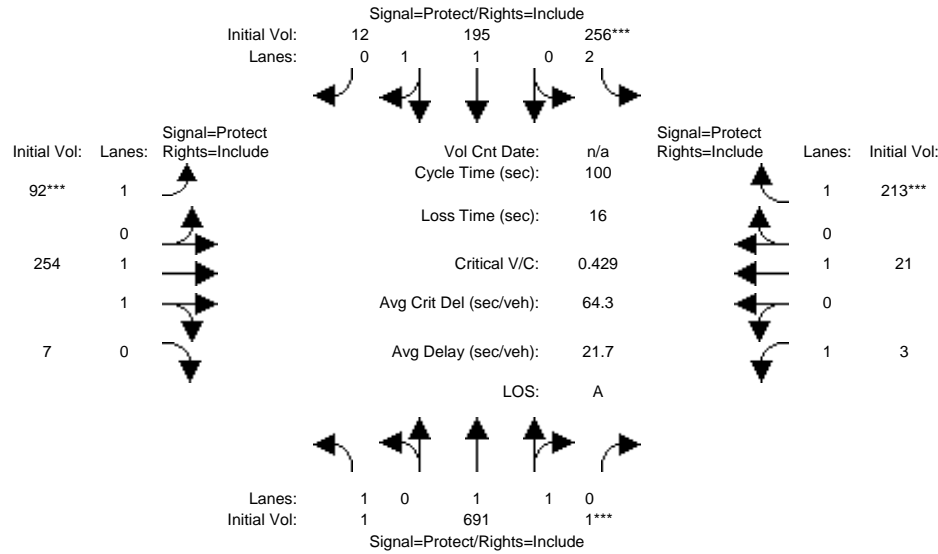 Signal=Protect/Rights=Include
Initial Vol: 12 195 256***
Lanes: 0 1 1 0 2
Signal=Protect
Initial Vol: Lanes: Rights=Include
Vol Cnt Date: n/a
Signal=Protect
Rights=Include Lanes: Initial Vol:
Cycle Time (sec): 100
92*** 1
1 213***
Loss Time (sec): 16
0
0
254 1
Critical V/C: 0.429
1 21
1
Avg Crit Del (sec/veh): 64.3
0
7 0
Avg Delay (sec/veh): 21.7
1 3
LOS: A
Lanes: 1 0 1 1 0
Initial Vol: 1 691 1***
Signal=Protect/Rights=Include